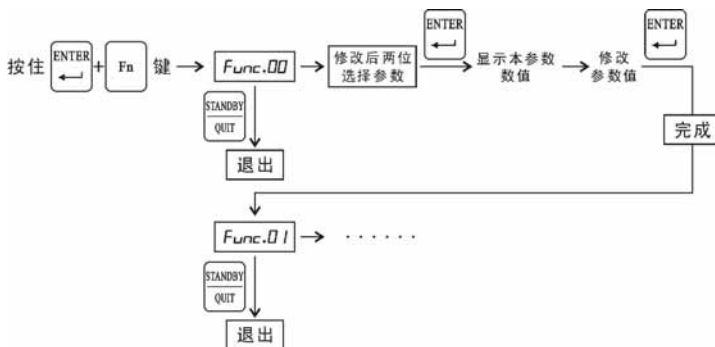 按住 ENTER + Fn 键
Func.00
修改后两位
选择参数
ENTER
显示本参数
数值
修改
参数值
ENTER
STANDBY
QUIT
退出
完成
Func.01
······
STANDBY
QUIT
退出